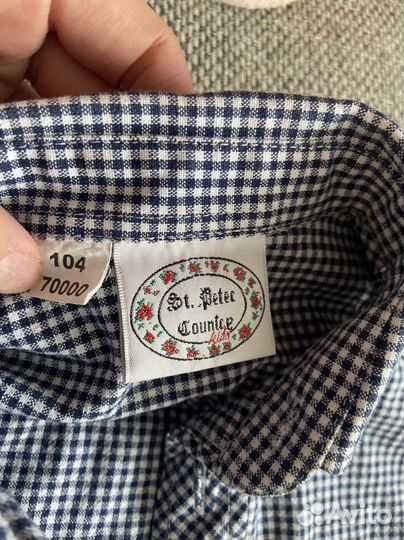 104
70000
St. Peter
Country
kids
Avito